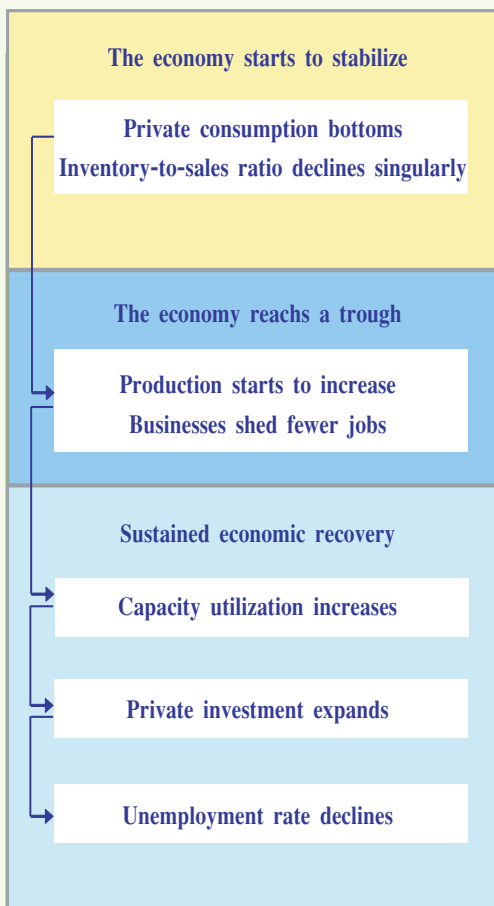 The economy starts to stabilize
Private consumption bottoms
Inventory-to-sales ratio declines singularly
The economy reachs a trough
Production starts to increase
Businesses shed fewer jobs
Sustained economic recovery
Capacity utilization increases
Private investment expands
Unemployment rate declines